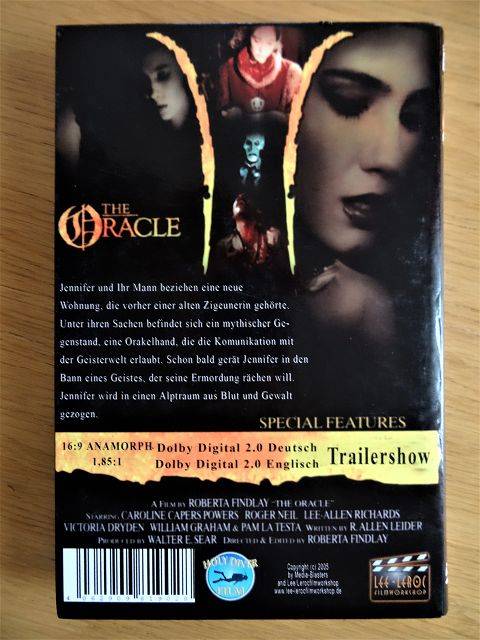 THE
ORACLE
Jennifer und Ihr Mann beziehen eine neue
Wohnung, die vorher einer alten Zigeunerin gehörte.
Unter ihren Sachen befindet sich ein mythischer Ge-
genstand, eine Orakelhand, die die Komunikation mit
der Geisterwelt erlaubt. Schon bald gerät Jennifer in den
Bann eines Geistes, der seine Ermordung rächen will.
Jennifer wird in einen Alptraum aus Blut und Gewalt
gezogen.
SPECIAL FEATURES
16:9 ANAMORPH.
1,85:1
Dolby Digital 2.0 Deutsch
Dolby Digital 2.0 Englisch
Trailershow
A FILM BY ROBERTA FINDLAY "THE ORACLE"
STARRING CAROLINE CAPERS POWERS ROGER NEIL LEE-ALLEN RICHARDS
VICTORIA DRYDEN WILLIAM GRAHAM & PAM LA TESTA WRITTEN BY R.ALLEN LEIDER
PRODUCED BY WALTER E. SEAR DIRECTED & EDITED BY ROBERTA FINDLAY
HOLY DIVER
FILM
Copyright (c) 2005
by Media-Blasters
and Lee Lerocfilmworkshop
www.lee-lerocfilmworkshop.de
LEE-LEROC
FILMWORKSHOP